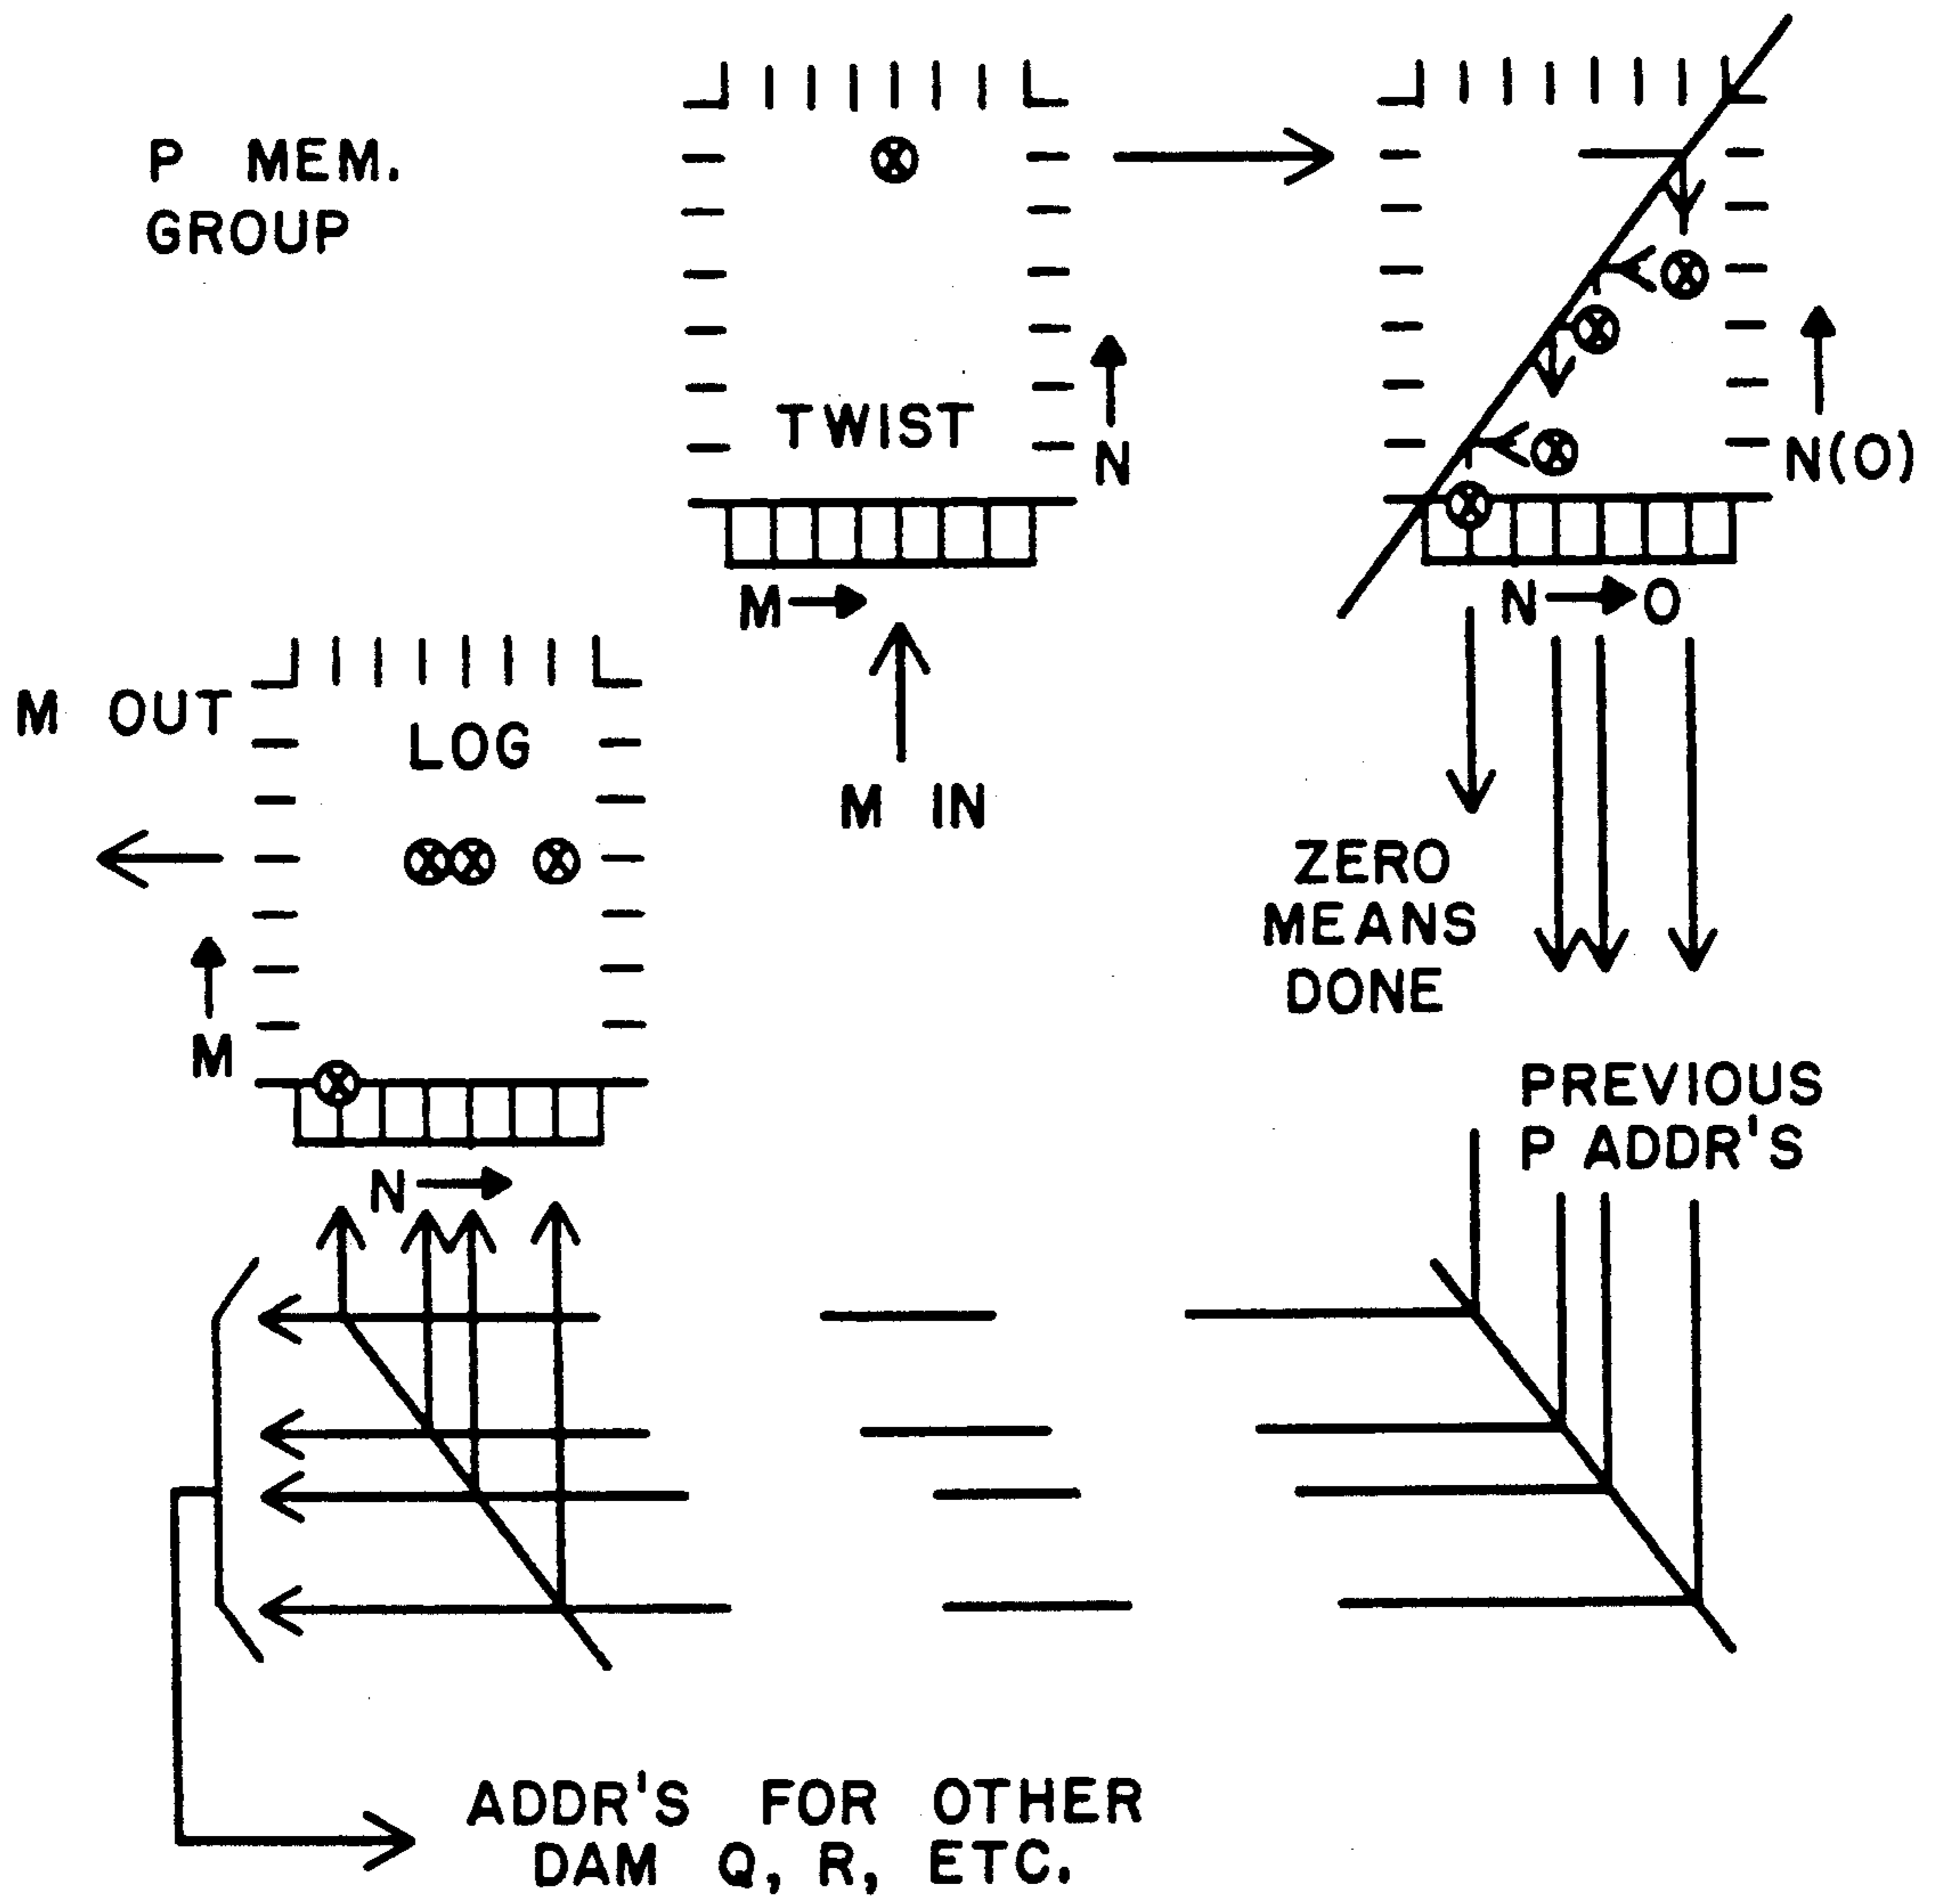 P MEM.
GROUP
TWIST
N
M
N(O)
N O
M OUT
LOG
M IN
M
ZERO
MEANS
DONE
N
PREVIOUS
P ADDR'S
ADDR'S FOR OTHER
DAM Q, R, ETC.